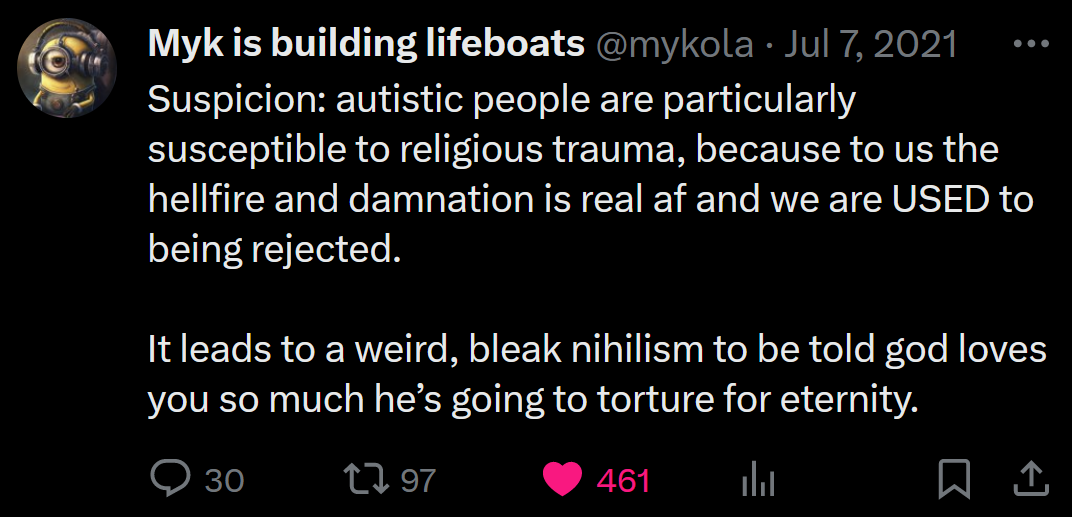 Myk is building lifeboats @mykola · Jul 7, 2021
Suspicion: autistic people are particularly
susceptible to religious trauma, because to us the
hellfire and damnation is real af and we are USED to
being rejected.
It leads to a weird, bleak nihilism to be told god loves
you so much he’s going to torture for eternity.
30 97 461